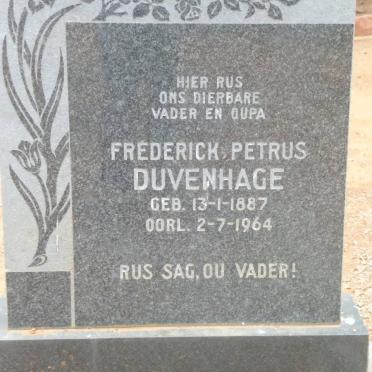 HIER RUS
ONS DIERBARE
VADER EN OUPA
FREDERICK PETRUS
DUVENHAGE
GEB. 13-1-1887
OORL. 2-7-1964
RUS SAG, OU VADER!